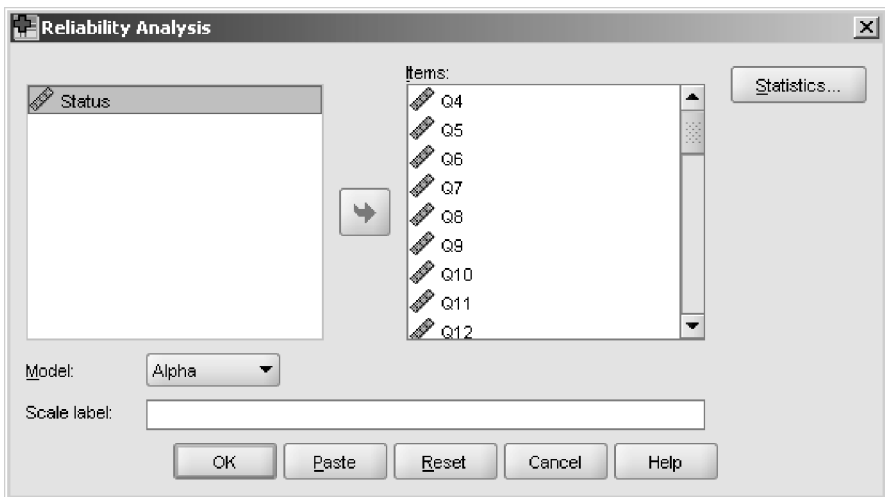 Reliability Analysis
Items:
Statistics...
Status
Q4
Q5
Q6
Q7
Q8
Q9
Q10
Q11
Q12
Model:
Alpha
Scale label:
OK
Paste
Reset
Cancel
Help